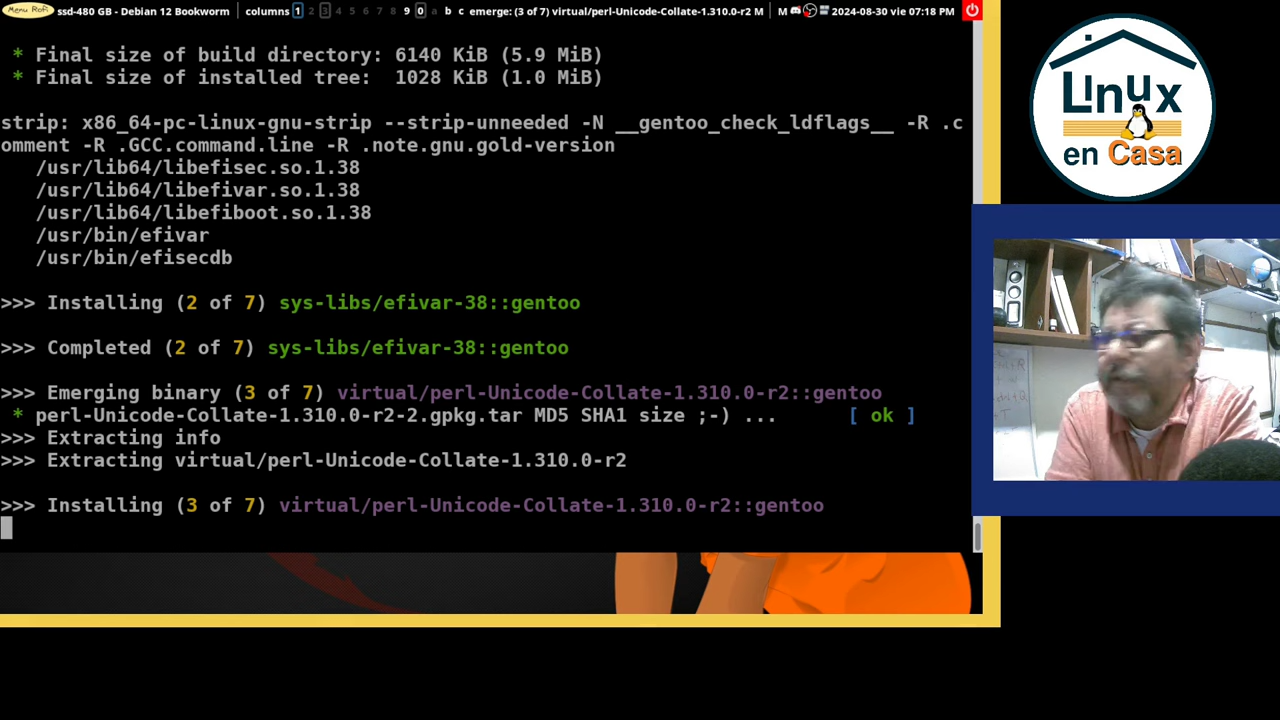 Menu Rofi ssd-480 GB - Debian 12 Bookworm columns 1 2 3 4 5 6 7 8 9 0 a b c emerge: (3 of 7) virtual/perl-Unicode-Collate-1.310.0-r2 M M 2024-08-30 vie 07:18 PM
* Final size of build directory: 6140 KiB (5.9 MiB)
* Final size of installed tree: 1028 KiB (1.0 MiB)
strip: x86_64-pc-linux-gnu-strip --strip-unneeded -N __gentoo_check_ldflags__ -R .c
omment -R .GCC.command.line -R .note.gnu.gold-version
/usr/lib64/libefisec.so.1.38
/usr/lib64/libefivar.so.1.38
/usr/lib64/libefiboot.so.1.38
/usr/bin/efivar
/usr/bin/efisecdb
>>> Installing (2 of 7) sys-libs/efivar-38::gentoo
>>> Completed (2 of 7) sys-libs/efivar-38::gentoo
>>> Emerging binary (3 of 7) virtual/perl-Unicode-Collate-1.310.0-r2::gentoo
* perl-Unicode-Collate-1.310.0-r2-2.gpkg.tar MD5 SHA1 size ;-) ... [ ok ]
>>> Extracting info
>>> Extracting virtual/perl-Unicode-Collate-1.310.0-r2
>>> Installing (3 of 7) virtual/perl-Unicode-Collate-1.310.0-r2::gentoo
Linux
en Casa